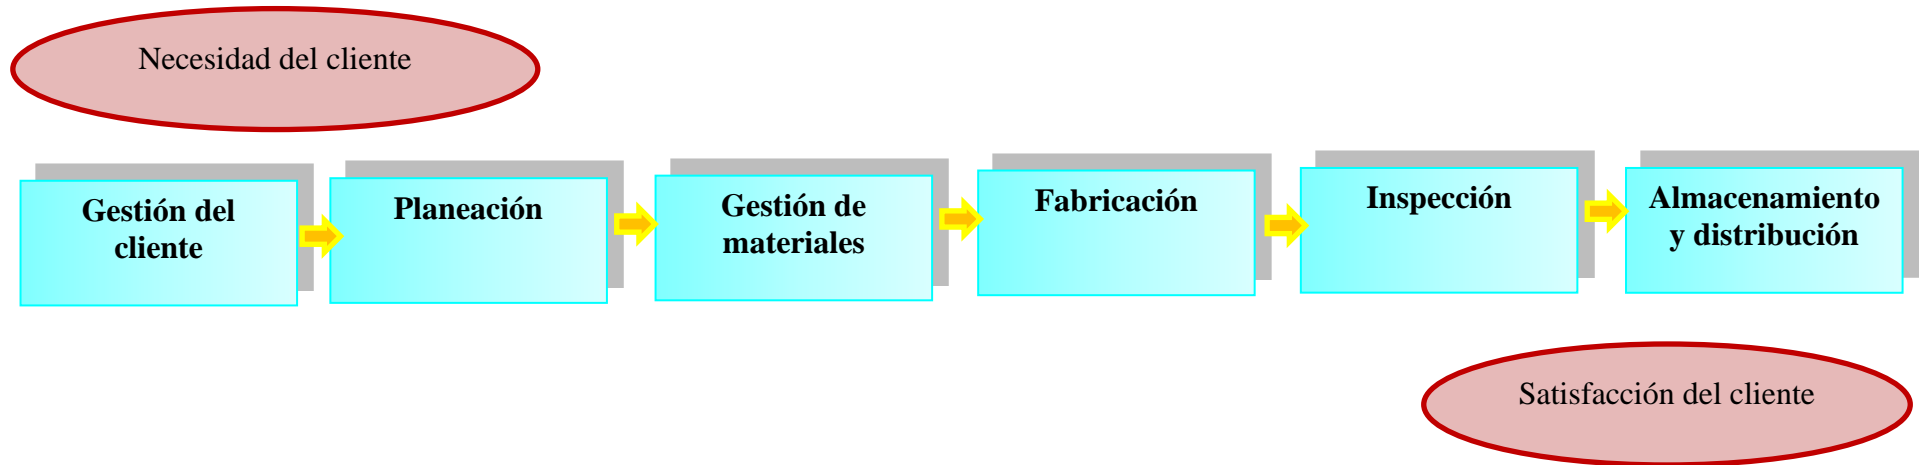 Necesidad del cliente
Gestión del
cliente
Planeación
Gestión de
materiales
Fabricación
Inspección
Almacenamiento
y distribución
Satisfacción del cliente